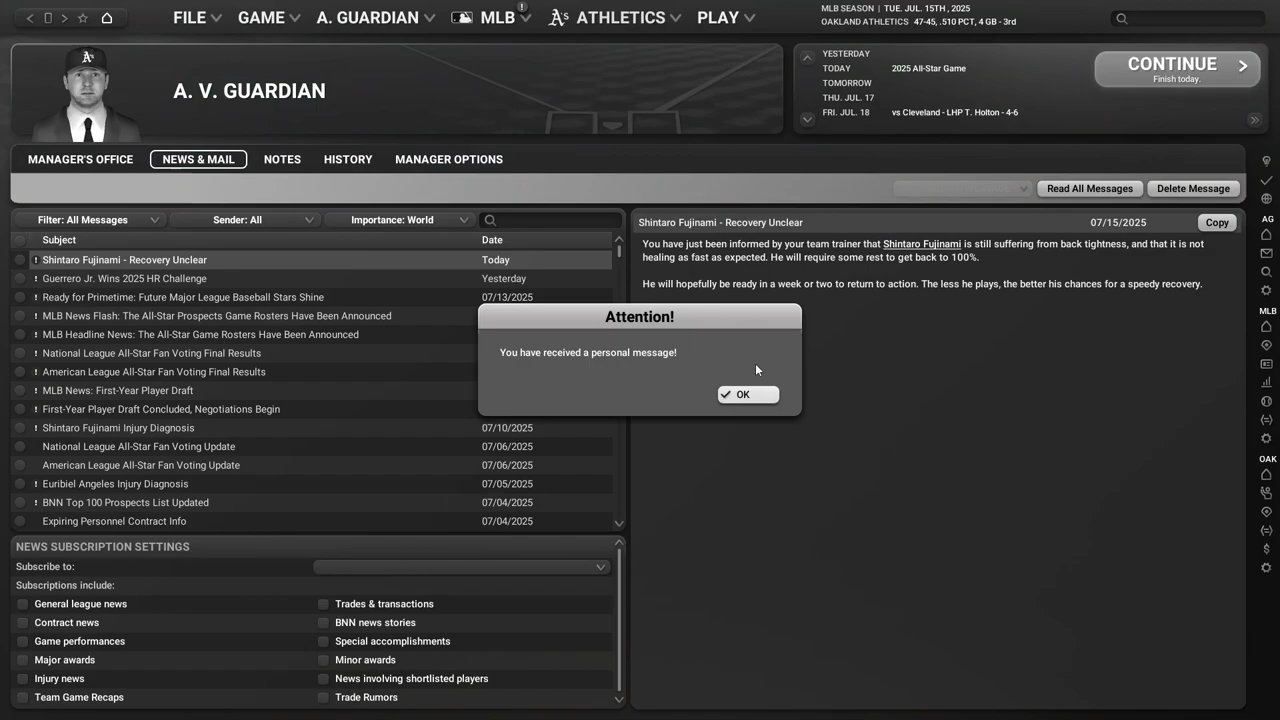 FILE
GAME
A. GUARDIAN
MLB
!
A's
ATHLETICS
PLAY
MLB SEASON | TUE. JUL. 15TH , 2025
OAKLAND ATHLETICS 47-45, .510 PCT, 4 GB - 3rd
A's
A. V. GUARDIAN
YESTERDAY
TODAY 2025 All-Star Game
TOMORROW
THU. JUL. 17
FRI. JUL. 18 vs Cleveland - LHP T. Holton - 4-6
CONTINUE
Finish today.
MANAGER'S OFFICE
NEWS & MAIL
NOTES
HISTORY
MANAGER OPTIONS
Read All Messages
Delete Message
Filter: All Messages
Sender: All
Importance: World
Subject Date
! Shintaro Fujinami - Recovery Unclear Today
! Guerrero Jr. Wins 2025 HR Challenge Yesterday
! Ready for Primetime: Future Major League Baseball Stars Shine 07/13/2025
! MLB News Flash: The All-Star Prospects Game Rosters Have Been Announced
! MLB Headline News: The All-Star Game Rosters Have Been Announced
! National League All-Star Fan Voting Final Results
! American League All-Star Fan Voting Final Results
! MLB News: First-Year Player Draft
! First-Year Player Draft Concluded, Negotiations Begin
! Shintaro Fujinami Injury Diagnosis 07/10/2025
National League All-Star Fan Voting Update 07/06/2025
American League All-Star Fan Voting Update 07/06/2025
! Euribiel Angeles Injury Diagnosis 07/05/2025
! BNN Top 100 Prospects List Updated 07/04/2025
Expiring Personnel Contract Info 07/04/2025
Shintaro Fujinami - Recovery Unclear 07/15/2025
Copy
You have just been informed by your team trainer that Shintaro Fujinami is still suffering from back tightness, and that it is not
healing as fast as expected. He will require some rest to get back to 100%.
He will hopefully be ready in a week or two to return to action. The less he plays, the better his chances for a speedy recovery.
Attention!
You have received a personal message!
OK
NEWS SUBSCRIPTION SETTINGS
Subscribe to:
Subscriptions include:
General league news Trades & transactions
Contract news BNN news stories
Game performances Special accomplishments
Major awards Minor awards
Injury news News involving shortlisted players
Team Game Recaps Trade Rumors
AG
MLB
OAK